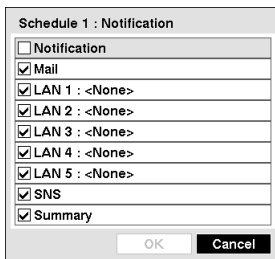 Schedule 1 : Notification
Notification
Mail
LAN 1 : <None>
LAN 2 : <None>
LAN 3 : <None>
LAN 4 : <None>
LAN 5 : <None>
SNS
Summary
OK Cancel